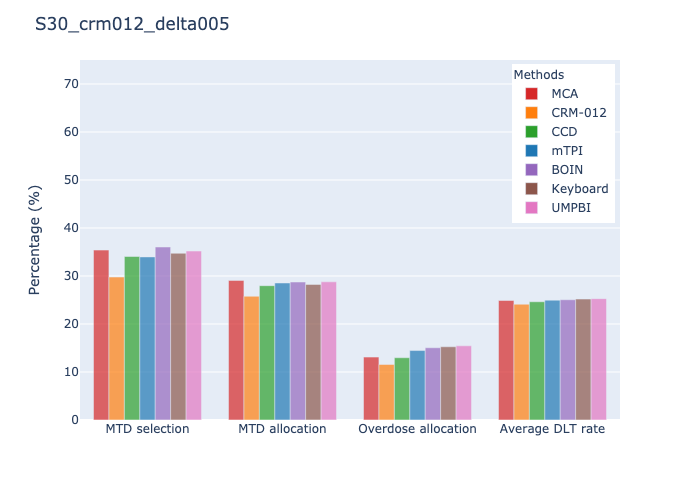 S30_crm012_delta005
Percentage (%)
70
60
50
40
30
20
10
0
MTD selection
MTD allocation
Overdose allocation
Average DLT rate
Methods
MCA
CRM-012
CCD
mTPI
BOIN
Keyboard
UMPBI